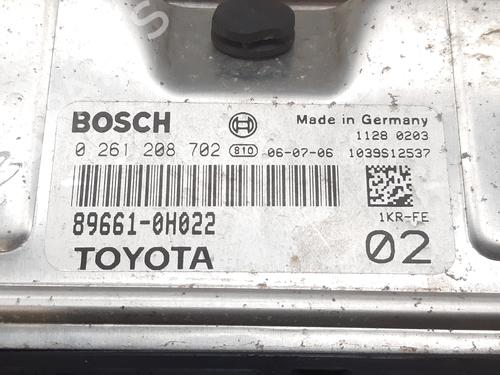 BOSCH
Made in Germany
1128 0203
0 261 208 702 810 06-07-06 1039S12537
89661-0H022
1KR-FE
TOYOTA
02